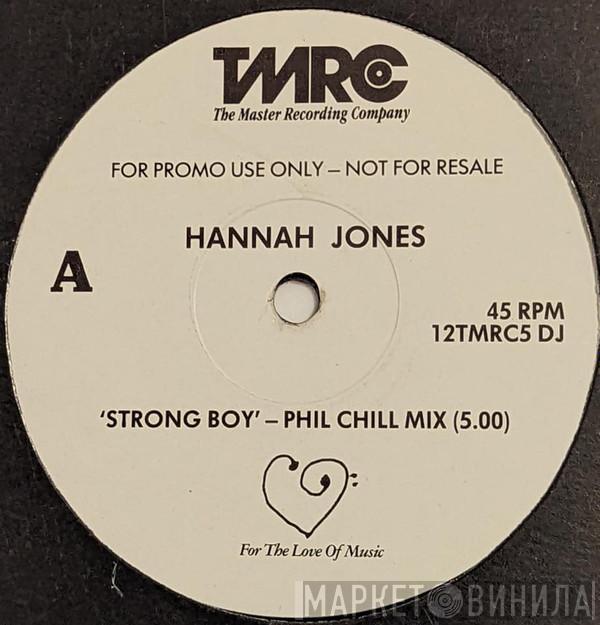 TMRC
The Master Recording Company
FOR PROMO USE ONLY – NOT FOR RESALE
HANNAH JONES
A
45 RPM
12TMRC5 DJ
‘STRONG BOY’ – PHIL CHILL MIX (5.00)
For The Love Of Music
МАРКЕТ ВИНИЛА